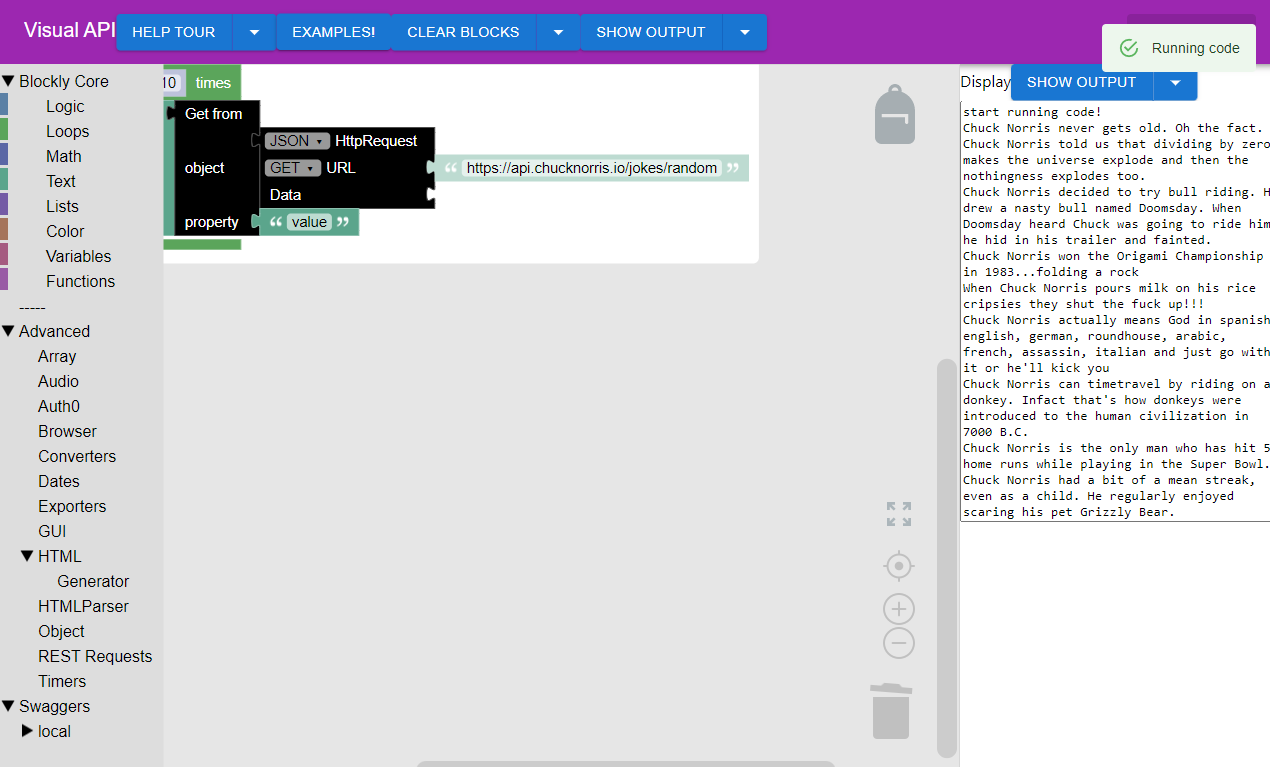 Visual API
HELP TOUR
EXAMPLES!
CLEAR BLOCKS
SHOW OUTPUT
Running code
Blockly Core
Logic
Loops
Math
Text
Lists
Color
Variables
Functions
-----
Advanced
Array
Audio
Auth0
Browser
Converters
Dates
Exporters
GUI
HTML
Generator
HTMLParser
Object
REST Requests
Timers
Swaggers
local
10 times
Get from
JSON HttpRequest
object GET URL “ https://api.chucknorris.io/jokes/random ”
Data
property “ value ”
Display SHOW OUTPUT
start running code!
Chuck Norris never gets old. Oh the fact.
Chuck Norris told us that dividing by zero
makes the universe explode and then the
nothingness explodes too.
Chuck Norris decided to try bull riding. H
drew a nasty bull named Doomsday. When
Doomsday heard Chuck was going to ride him
he hid in his trailer and fainted.
Chuck Norris won the Origami Championship
in 1983...folding a rock
When Chuck Norris pours milk on his rice
cripsies they shut the fuck up!!!
Chuck Norris actually means God in spanish
english, german, roundhouse, arabic,
french, assassin, italian and just go with
it or he'll kick you
Chuck Norris can timetravel by riding on a
donkey. Infact that's how donkeys were
introduced to the human civilization in
7000 B.C.
Chuck Norris is the only man who has hit 5
home runs while playing in the Super Bowl.
Chuck Norris had a bit of a mean streak,
even as a child. He regularly enjoyed
scaring his pet Grizzly Bear.